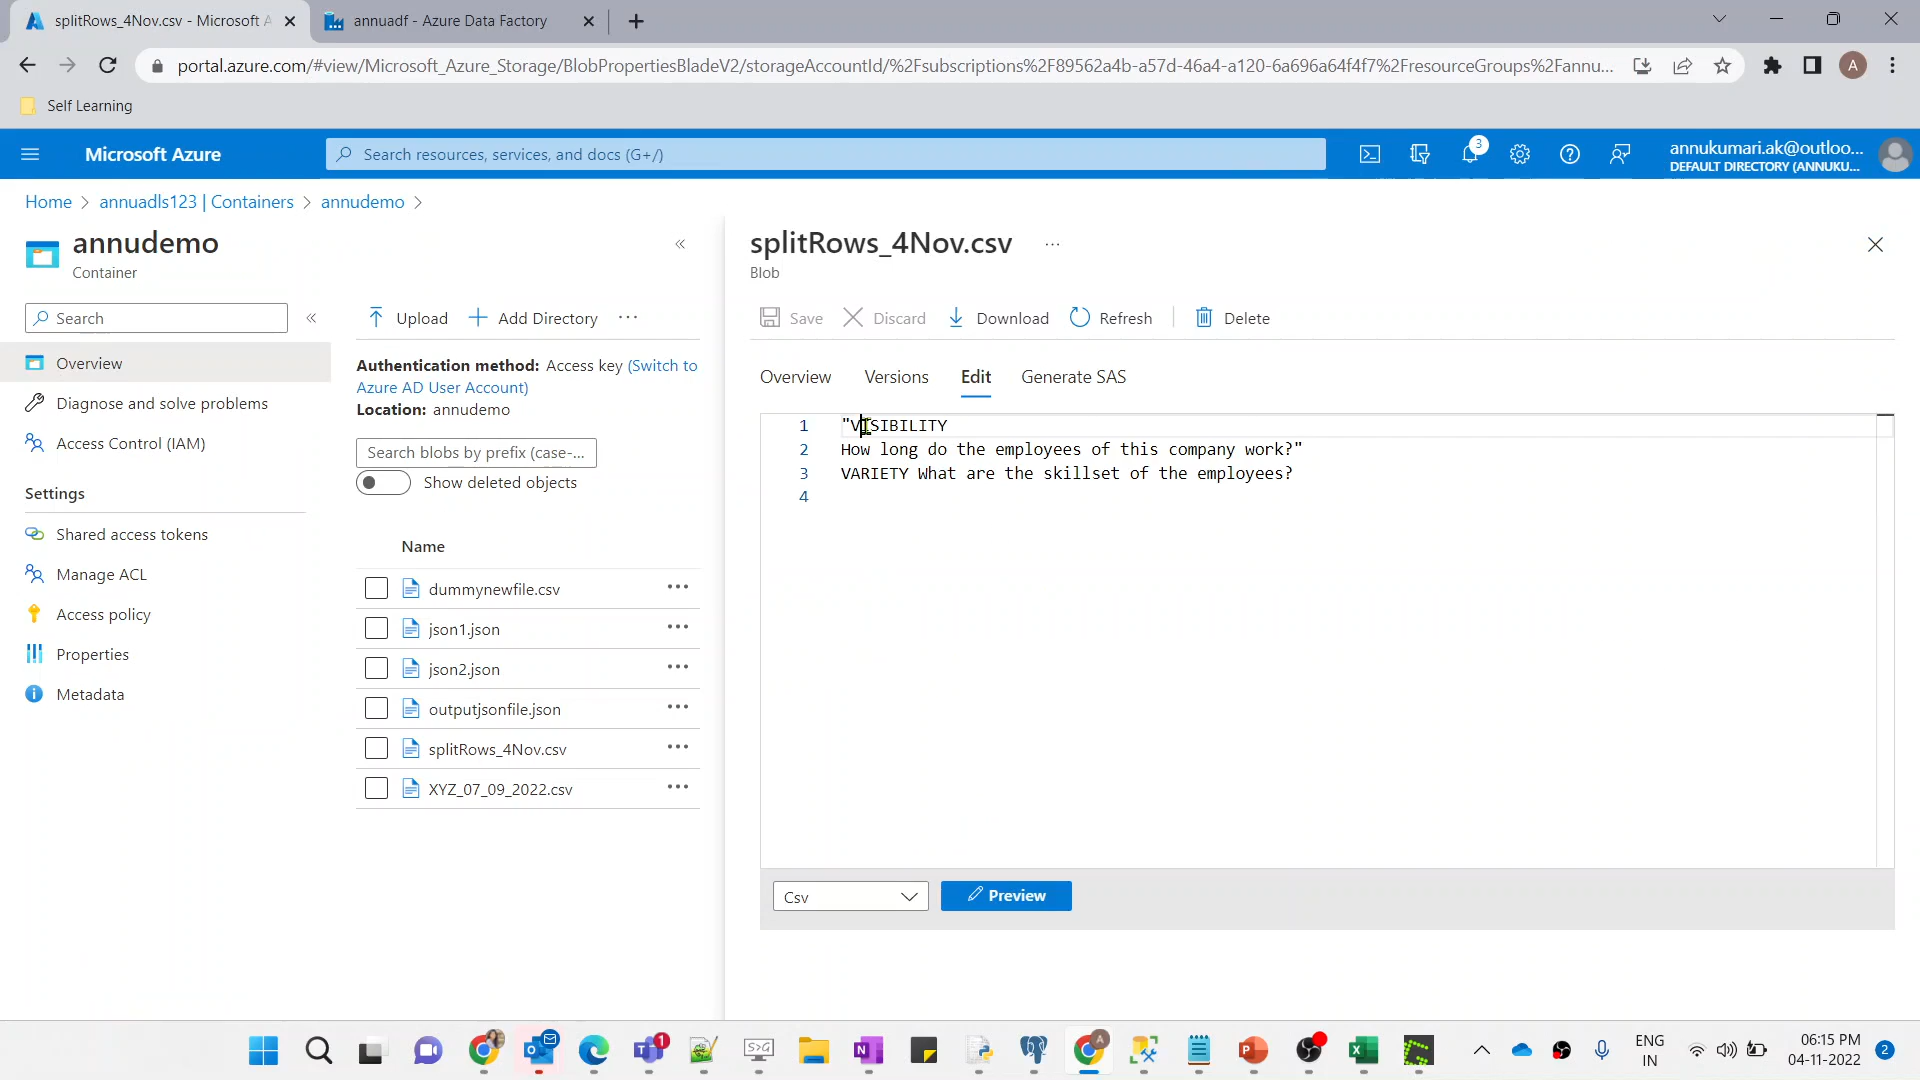 splitRows_4Nov.csv - Microsoft A
annuadf - Azure Data Factory
portal.azure.com/#view/Microsoft_Azure_Storage/BlobPropertiesBladeV2/storageAccountId/%2Fsubscriptions%2F89562a4b-a57d-46a4-a120-6a696a64f4f7%2FresourceGroups%2Fannu...
A
Self Learning
Microsoft Azure
Search resources, services, and docs (G+/)
3
annukumari.ak@outloo...
DEFAULT DIRECTORY (ANNUKU...
Home > annuadls123 | Containers > annudemo >
annudemo
Container
Search
Overview
Diagnose and solve problems
Access Control (IAM)
Settings
Shared access tokens
Manage ACL
Access policy
Properties
Metadata
Upload
Add Directory
Authentication method: Access key (Switch to
Azure AD User Account)
Location: annudemo
Search blobs by prefix (case-...
Show deleted objects
Name
dummynewfile.csv
json1.json
json2.json
outputjsonfile.json
splitRows_4Nov.csv
XYZ_07_09_2022.csv
splitRows_4Nov.csv ...
Blob
Save
Discard
Download
Refresh
Delete
Overview
Versions
Edit
Generate SAS
1 "VISIBILITY
2 How long do the employees of this company work?"
3 VARIETY What are the skillset of the employees?
4
Csv
Preview
1
S>G
A
ENG
IN
06:15 PM
04-11-2022
2